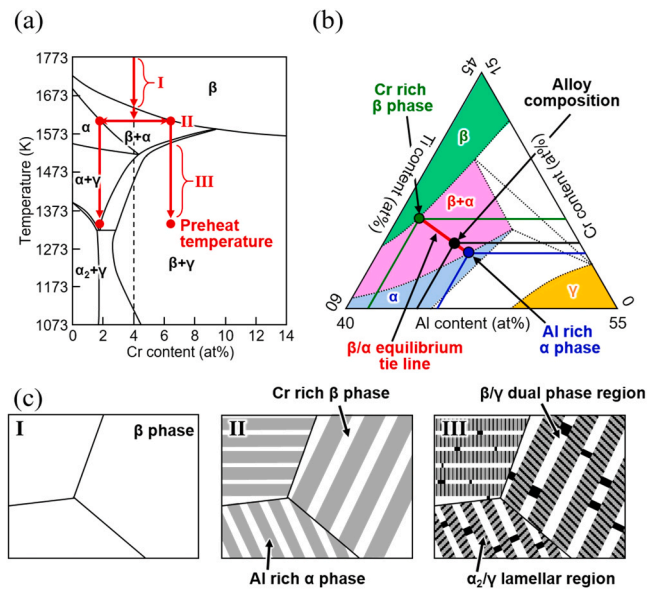 (a)
1773
1673
1573
1473
1373
1273
1173
1073
Temperature (K)
0 2 4 6 8 10 12 14
Cr content (at%)
I
β
α
II
β+α
III
α+γ
Preheat
temperature
α2+γ
β+γ
(b)
45
15
Cr rich
β phase
Alloy
composition
Ti content (at%)
Cr content (at%)
β
β+α
α
γ
60
0
40
Al content (at%)
55
β/α equilibrium
tie line
Al rich
α phase
(c)
Cr rich β phase
β/γ dual phase region
I
β phase
II
III
Al rich α phase
α2/γ lamellar region